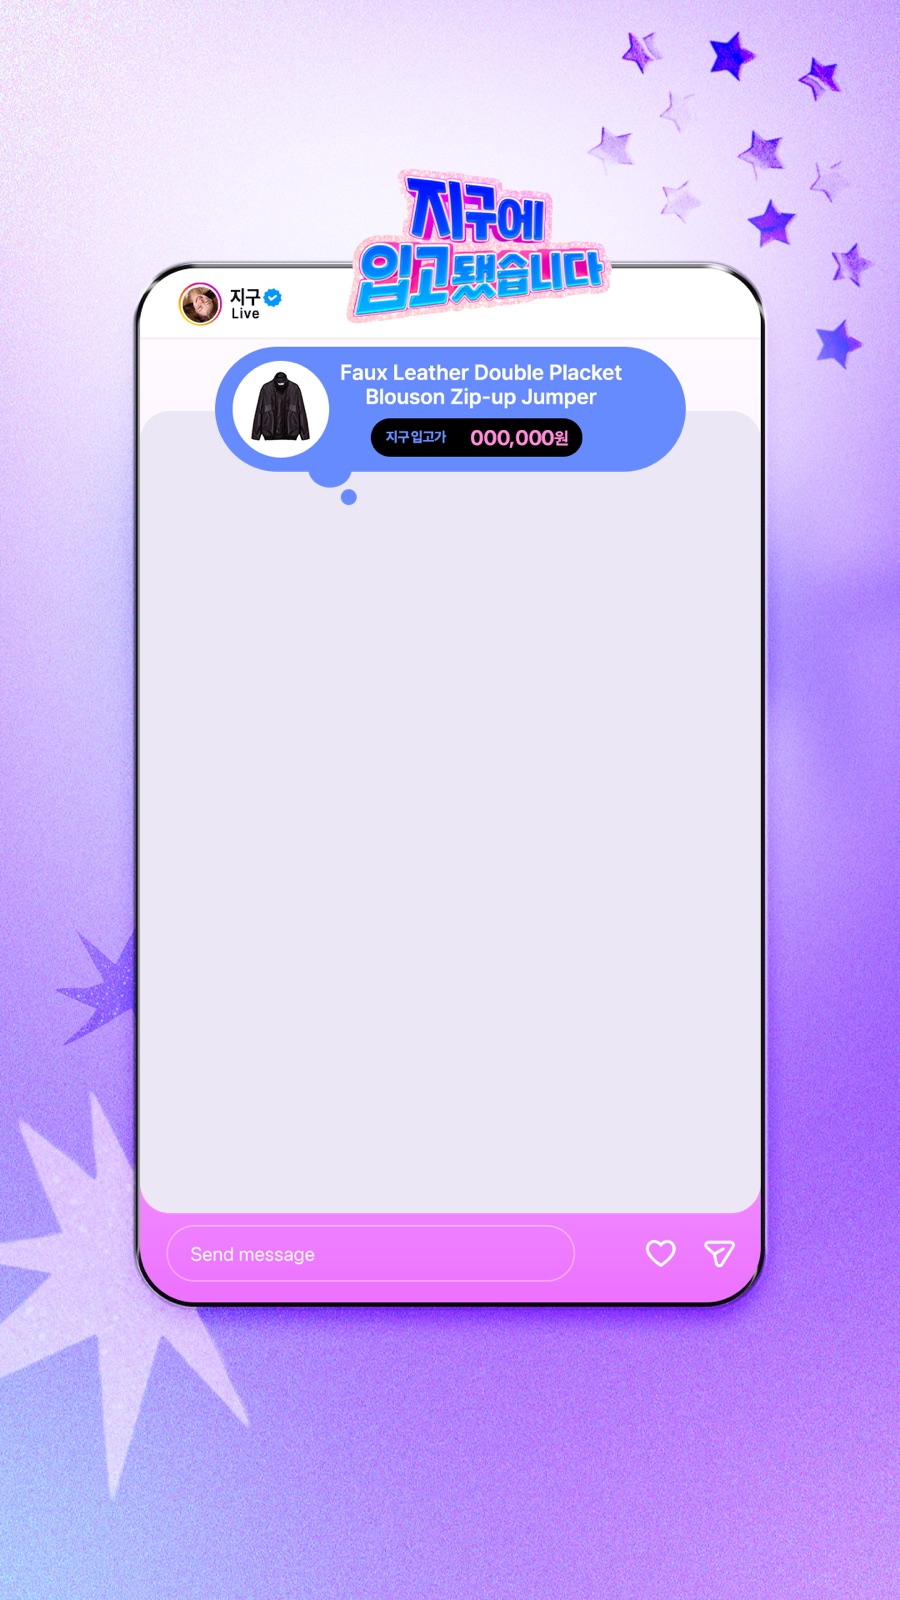 지구에
입고됐습니다
지구
Live
Faux Leather Double Placket
Blouson Zip-up Jumper
지구 입고가 000,000원
Send message